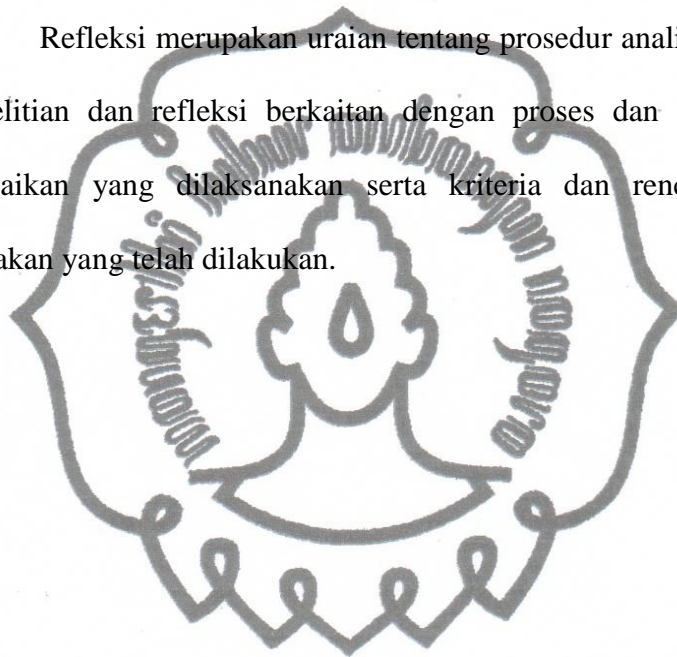 Refleksi merupakan uraian tentang prosedur anali
elitian dan refleksi berkaitan dengan proses dan
aikan yang dilaksanakan serta kriteria dan ren
akan yang telah dilakukan.